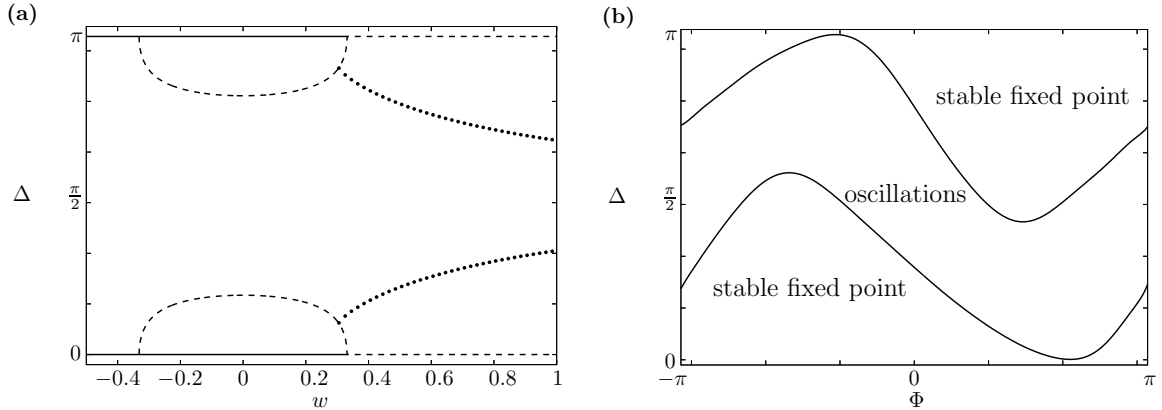 (a)
π
Δ
π/2
0
−0.4 −0.2 0 0.2 0.4 0.6 0.8 1
w
(b)
π
stable fixed point
Δ
π/2
oscillations
stable fixed point
0
−π 0 π
Φ